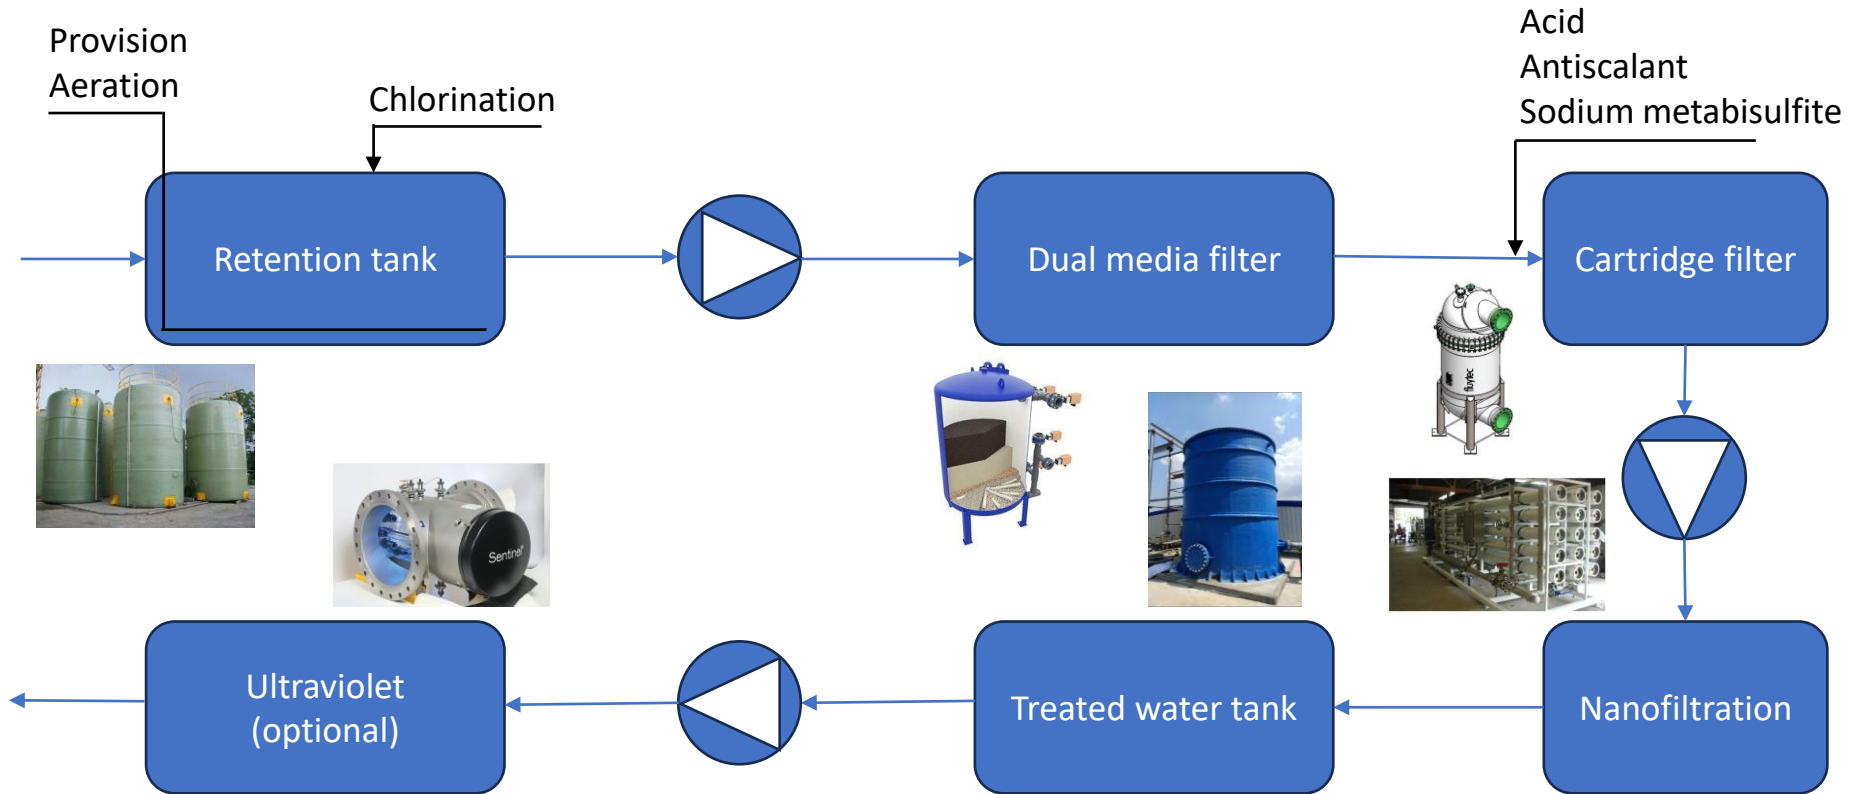 Provision
Aeration
Chlorination
Acid
Antiscalant
Sodium metabisulfite
Retention tank
Dual media filter
Cartridge filter
fluytec
Sentinel
Ultraviolet
(optional)
Treated water tank
Nanofiltration